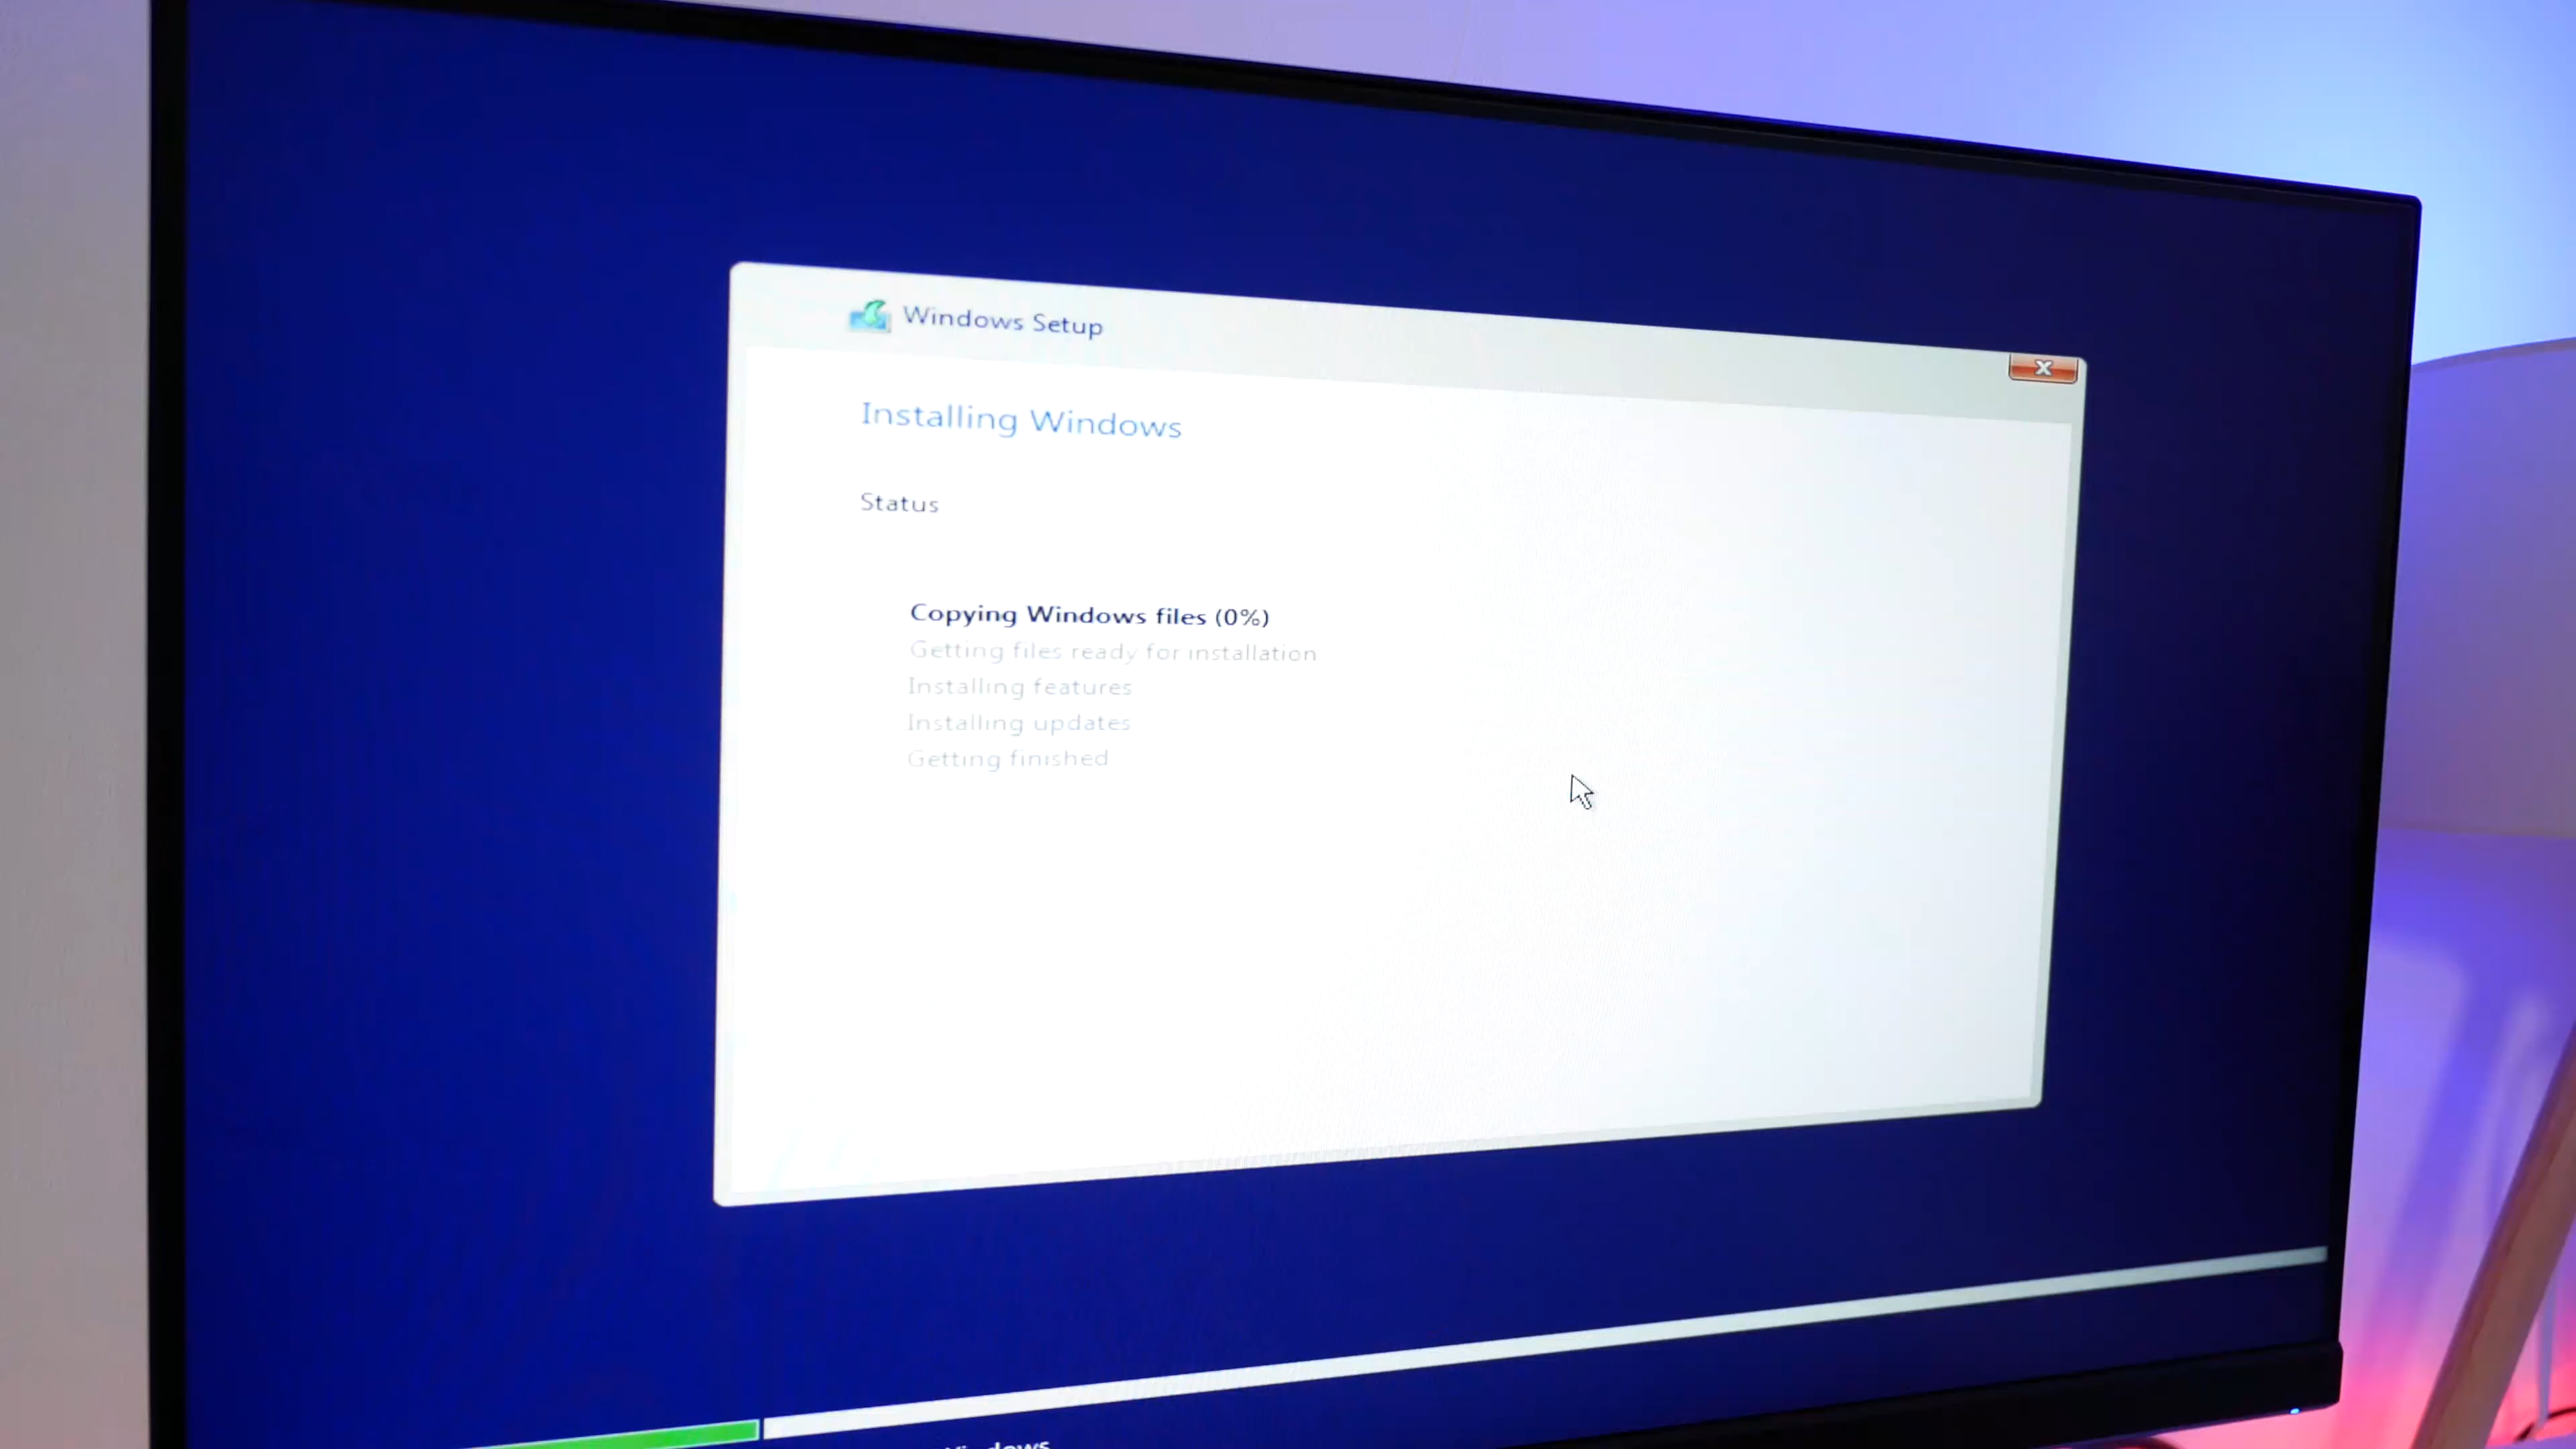 Windows Setup
Installing Windows
Status
Copying Windows files (0%)
Getting files ready for installation
Installing features
Installing updates
Getting finished